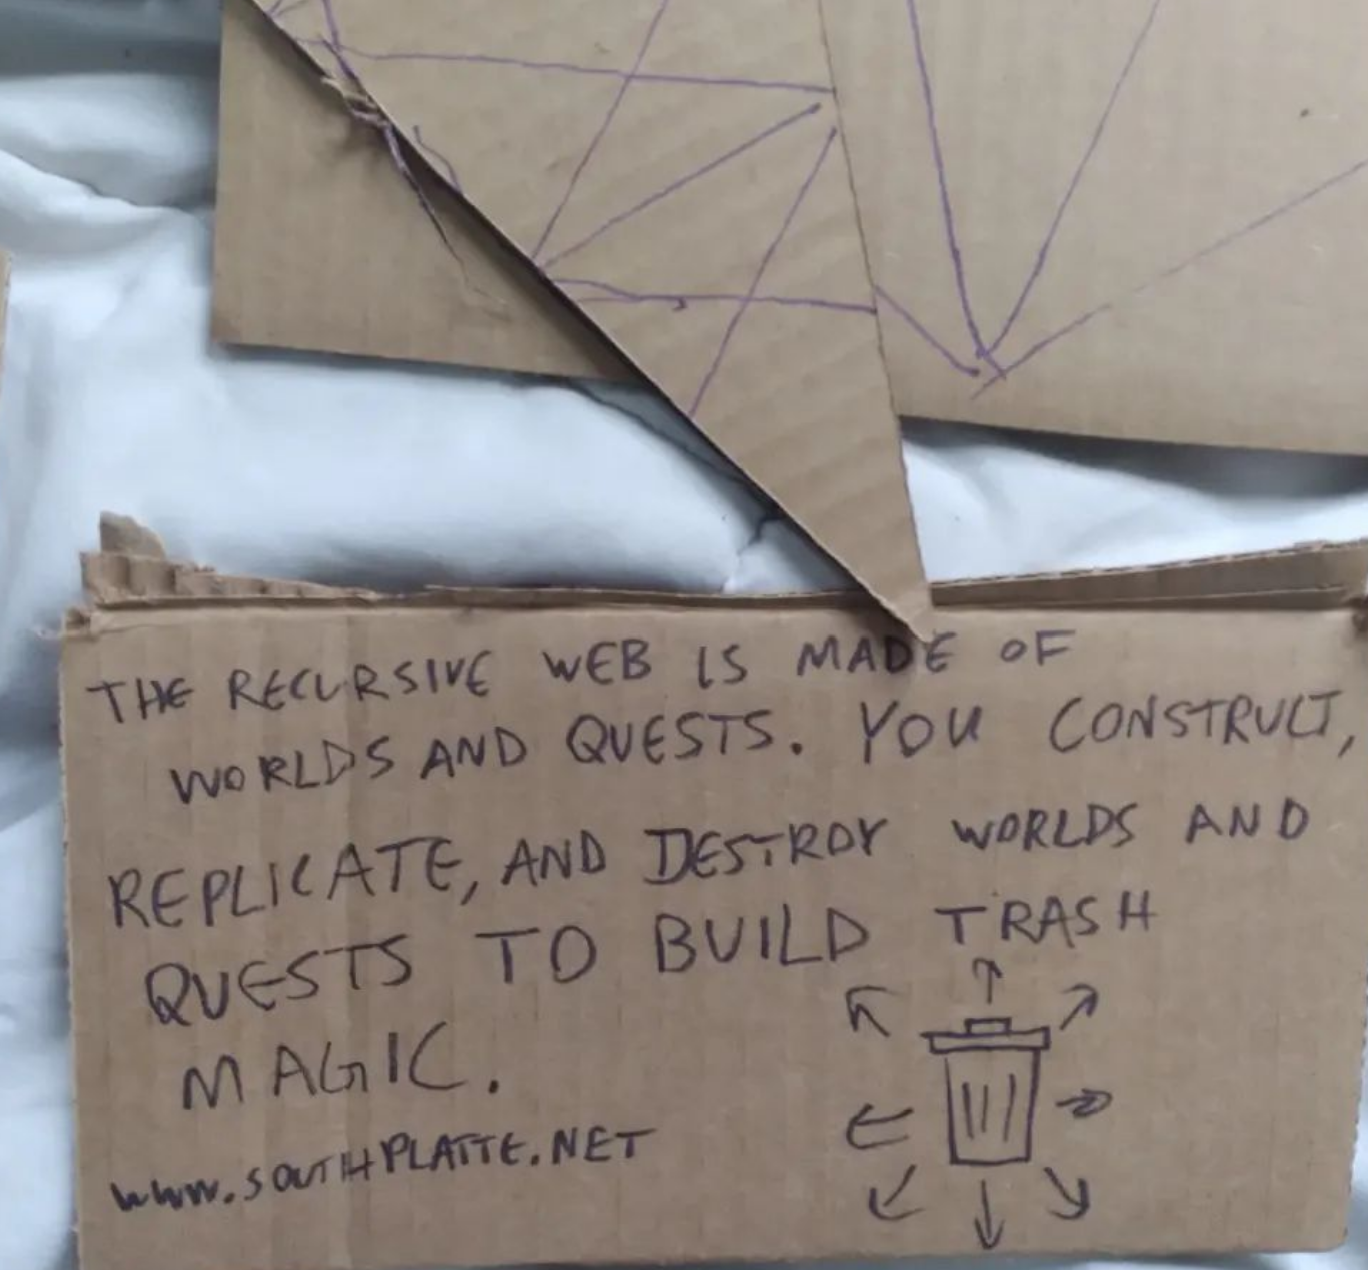 THE RECURSIVE WEB IS MADE OF
WORLDS AND QUESTS. YOU CONSTRUCT,
REPLICATE, AND DESTROY WORLDS AND
QUESTS TO BUILD TRASH
MAGIC.
www.SOUTHPLATTE.NET